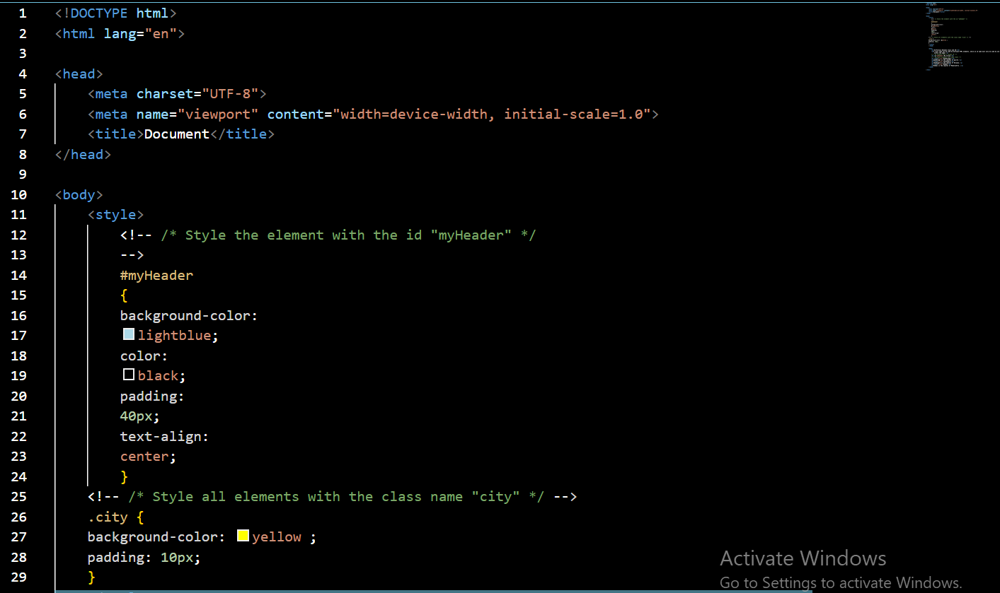 1 <!DOCTYPE html>
2 <html lang="en">
3
4 <head>
5 <meta charset="UTF-8">
6 <meta name="viewport" content="width=device-width, initial-scale=1.0">
7 <title>Document</title>
8 </head>
9
10 <body>
11 <style>
12 <!-- /* Style the element with the id "myHeader" */
13 -->
14 #myHeader
15 {
16 background-color:
17 lightblue;
18 color:
19 black;
20 padding:
21 40px;
22 text-align:
23 center;
24 }
25 <!-- /* Style all elements with the class name "city" */ -->
26 .city {
27 background-color: yellow ;
28 padding: 10px;
29 }
Activate Windows
Go to Settings to activate Windows.